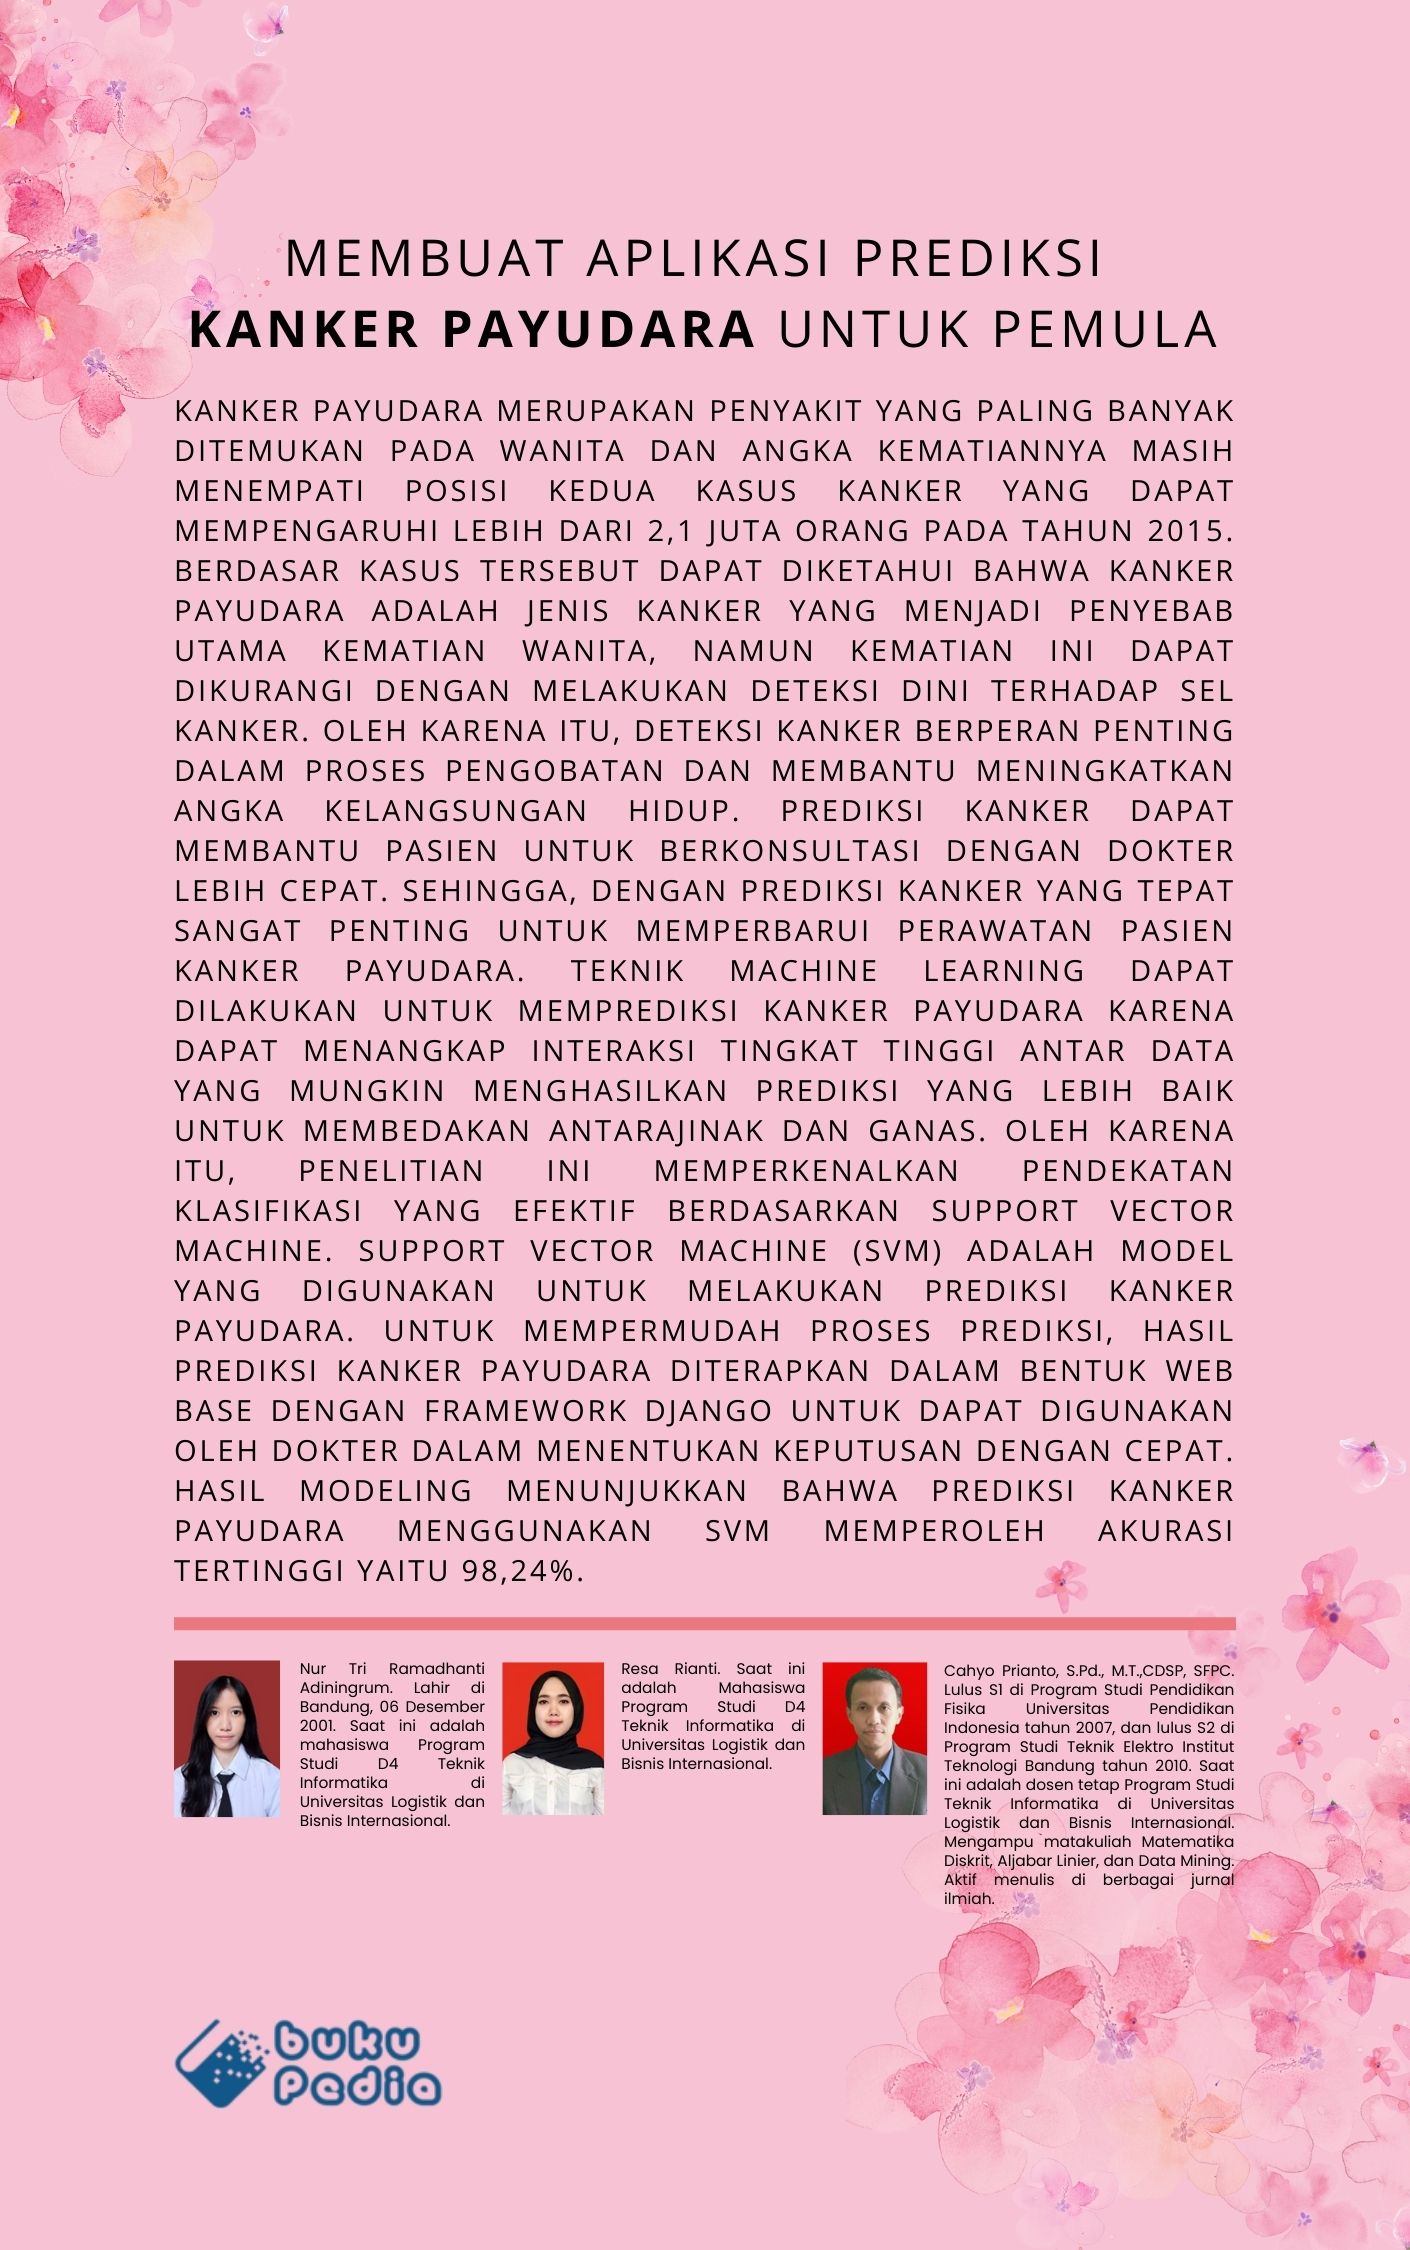 MEMBUAT APLIKASI PREDIKSI
KANKER PAYUDARA UNTUK PEMULA
KANKER PAYUDARA MERUPAKAN PENYAKIT YANG PALING BANYAK
DITEMUKAN PADA WANITA DAN ANGKA KEMATIANNYA MASIH
MENEMPATI POSISI KEDUA KASUS KANKER YANG DAPAT
MEMPENGARUHI LEBIH DARI 2,1 JUTA ORANG PADA TAHUN 2015.
BERDASAR KASUS TERSEBUT DAPAT DIKETAHUI BAHWA KANKER
PAYUDARA ADALAH JENIS KANKER YANG MENJADI PENYEBAB
UTAMA KEMATIAN WANITA, NAMUN KEMATIAN INI DAPAT
DIKURANGI DENGAN MELAKUKAN DETEKSI DINI TERHADAP SEL
KANKER. OLEH KARENA ITU, DETEKSI KANKER BERPERAN PENTING
DALAM PROSES PENGOBATAN DAN MEMBANTU MENINGKATKAN
ANGKA KELANGSUNGAN HIDUP. PREDIKSI KANKER DAPAT
MEMBANTU PASIEN UNTUK BERKONSULTASI DENGAN DOKTER
LEBIH CEPAT. SEHINGGA, DENGAN PREDIKSI KANKER YANG TEPAT
SANGAT PENTING UNTUK MEMPERBARUI PERAWATAN PASIEN
KANKER PAYUDARA. TEKNIK MACHINE LEARNING DAPAT
DILAKUKAN UNTUK MEMPREDIKSI KANKER PAYUDARA KARENA
DAPAT MENANGKAP INTERAKSI TINGKAT TINGGI ANTAR DATA
YANG MUNGKIN MENGHASILKAN PREDIKSI YANG LEBIH BAIK
UNTUK MEMBEDAKAN ANTARAJINAK DAN GANAS. OLEH KARENA
ITU, PENELITIAN INI MEMPERKENALKAN PENDEKATAN
KLASIFIKASI YANG EFEKTIF BERDASARKAN SUPPORT VECTOR
MACHINE. SUPPORT VECTOR MACHINE (SVM) ADALAH MODEL
YANG DIGUNAKAN UNTUK MELAKUKAN PREDIKSI KANKER
PAYUDARA. UNTUK MEMPERMUDAH PROSES PREDIKSI, HASIL
PREDIKSI KANKER PAYUDARA DITERAPKAN DALAM BENTUK WEB
BASE DENGAN FRAMEWORK DJANGO UNTUK DAPAT DIGUNAKAN
OLEH DOKTER DALAM MENENTUKAN KEPUTUSAN DENGAN CEPAT.
HASIL MODELING MENUNJUKKAN BAHWA PREDIKSI KANKER
PAYUDARA MENGGUNAKAN SVM MEMPEROLEH AKURASI
TERTINGGI YAITU 98,24%.
Nur Tri Ramadhanti
Adiningrum. Lahir di
Bandung, 06 Desember
2001. Saat ini adalah
mahasiswa Program
Studi D4 Teknik
Informatika di
Universitas Logistik dan
Bisnis Internasional.
Resa Rianti. Saat ini
adalah Mahasiswa
Program Studi D4
Teknik Informatika di
Universitas Logistik dan
Bisnis Internasional.
Cahyo Prianto, S.Pd., M.T.,CDSP, SFPC.
Lulus S1 di Program Studi Pendidikan
Fisika Universitas Pendidikan
Indonesia tahun 2007, dan lulus S2 di
Program Studi Teknik Elektro Institut
Teknologi Bandung tahun 2010. Saat
ini adalah dosen tetap Program Studi
Teknik Informatika di Universitas
Logistik dan Bisnis Internasional.
Mengampu `matakuliah Matematika
Diskrit, Aljabar Linier, dan Data Mining.
Aktif menulis di berbagai jurnal
ilmiah.
buku
Pedia